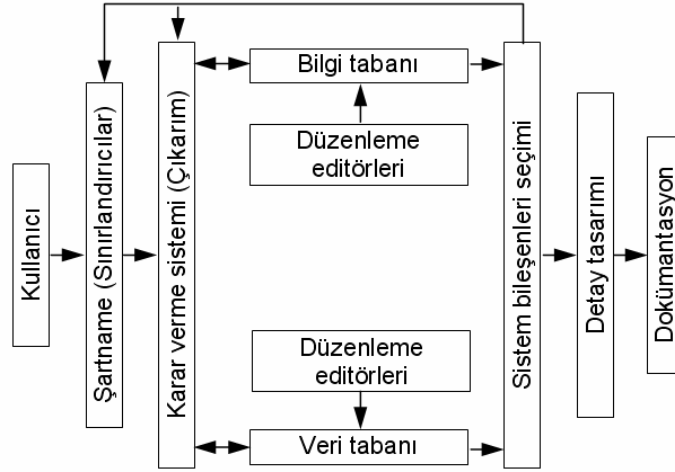 Kullanıcı
Şartname (Sınırlandırıcılar)
Karar verme sistemi (Çıkarım)
Bilgi tabanı
Düzenleme
editörleri
Düzenleme
editörleri
Veri tabanı
Sistem bileşenleri seçimi
Detay tasarımı
Dokümantasyon